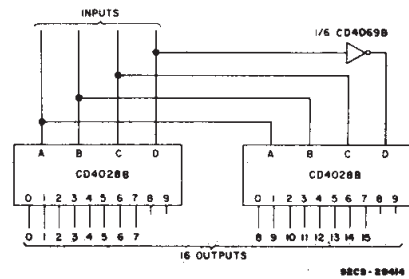 INPUTS
1/6 CD4069B
A B C D
A B C D
CD4028B
CD4028B
0 1 2 3 4 5 6 7 8 9
0 1 2 3 4 5 6 7 8 9
0 1 2 3 4 5 6 7
8 9 10 11 12 13 14 15
16 OUTPUTS
92CS-29414